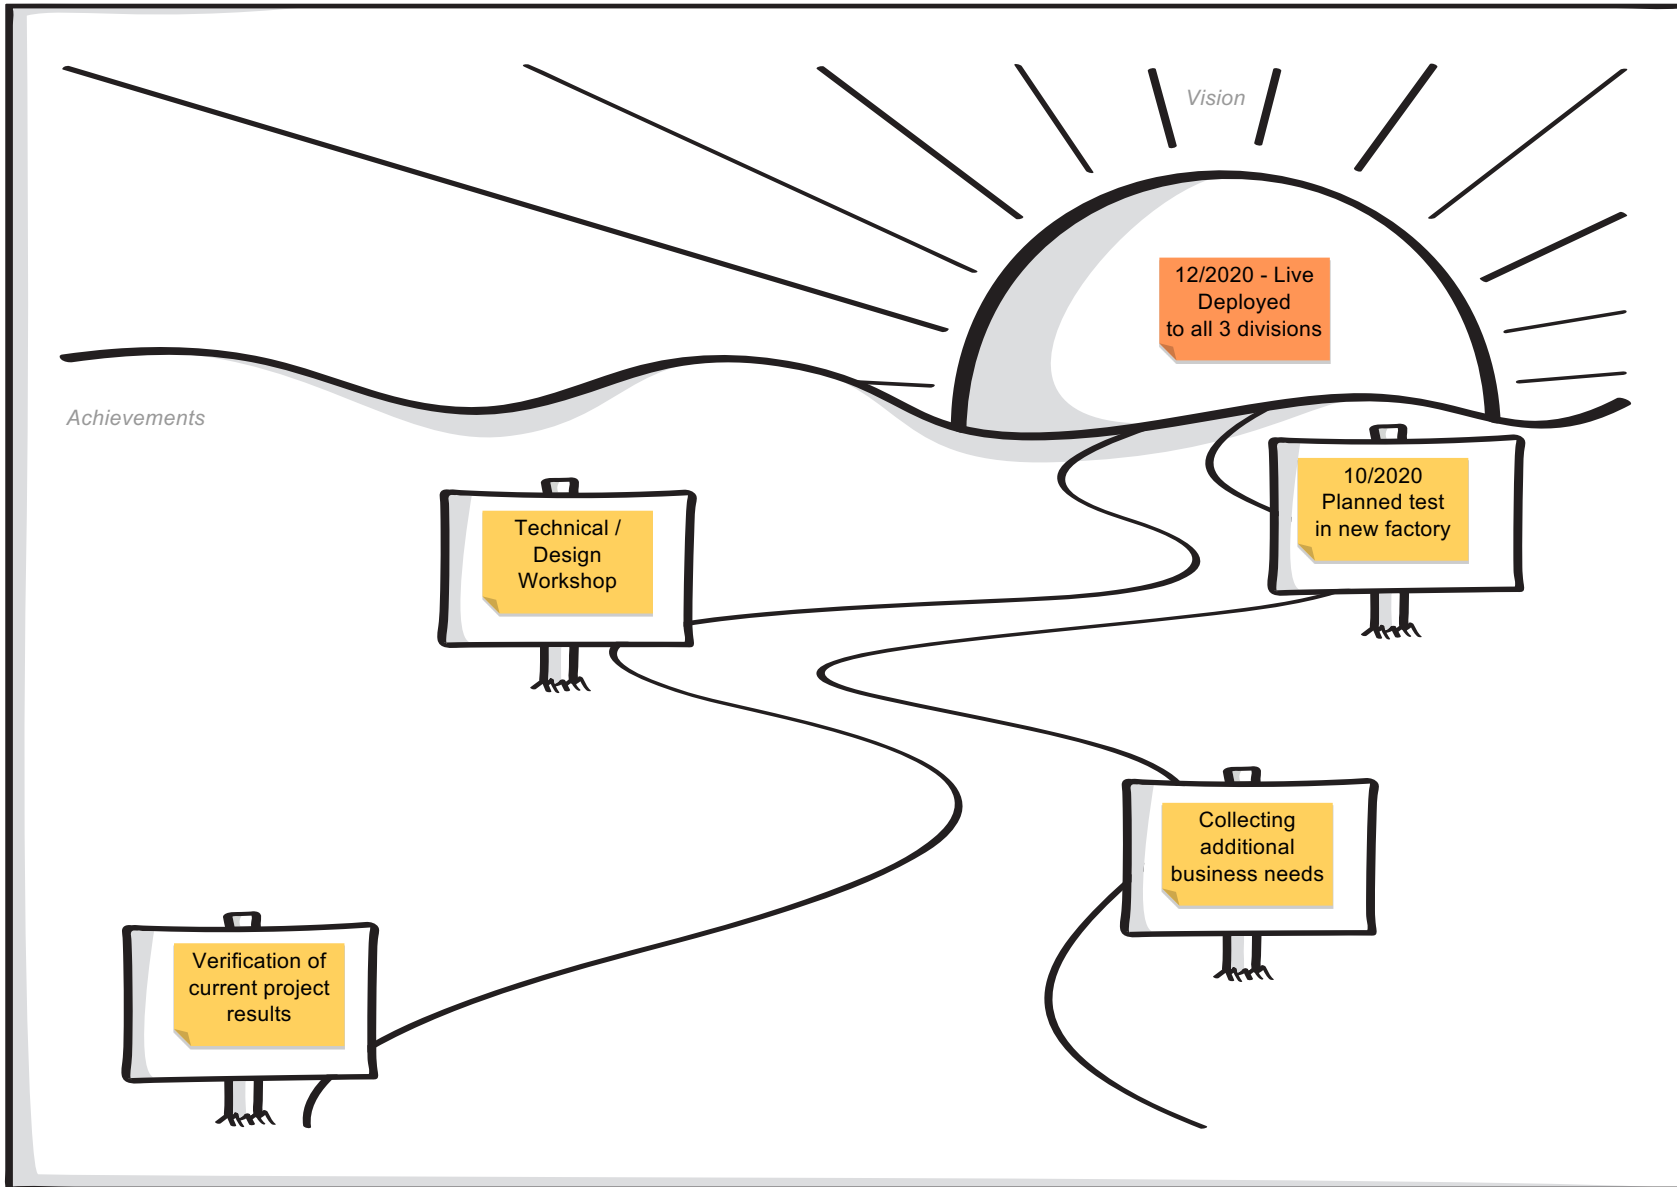 Vision
12/2020 - Live
Deployed
to all 3 divisions
Achievements
10/2020
Planned test
in new factory
Technical /
Design
Workshop
Collecting
additional
business needs
Verification of
current project
results